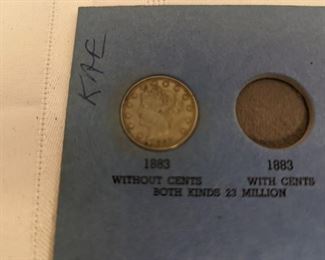 KAE
1883 1883
WITHOUT CENTS WITH CENTS
BOTH KINDS 23 MILLION